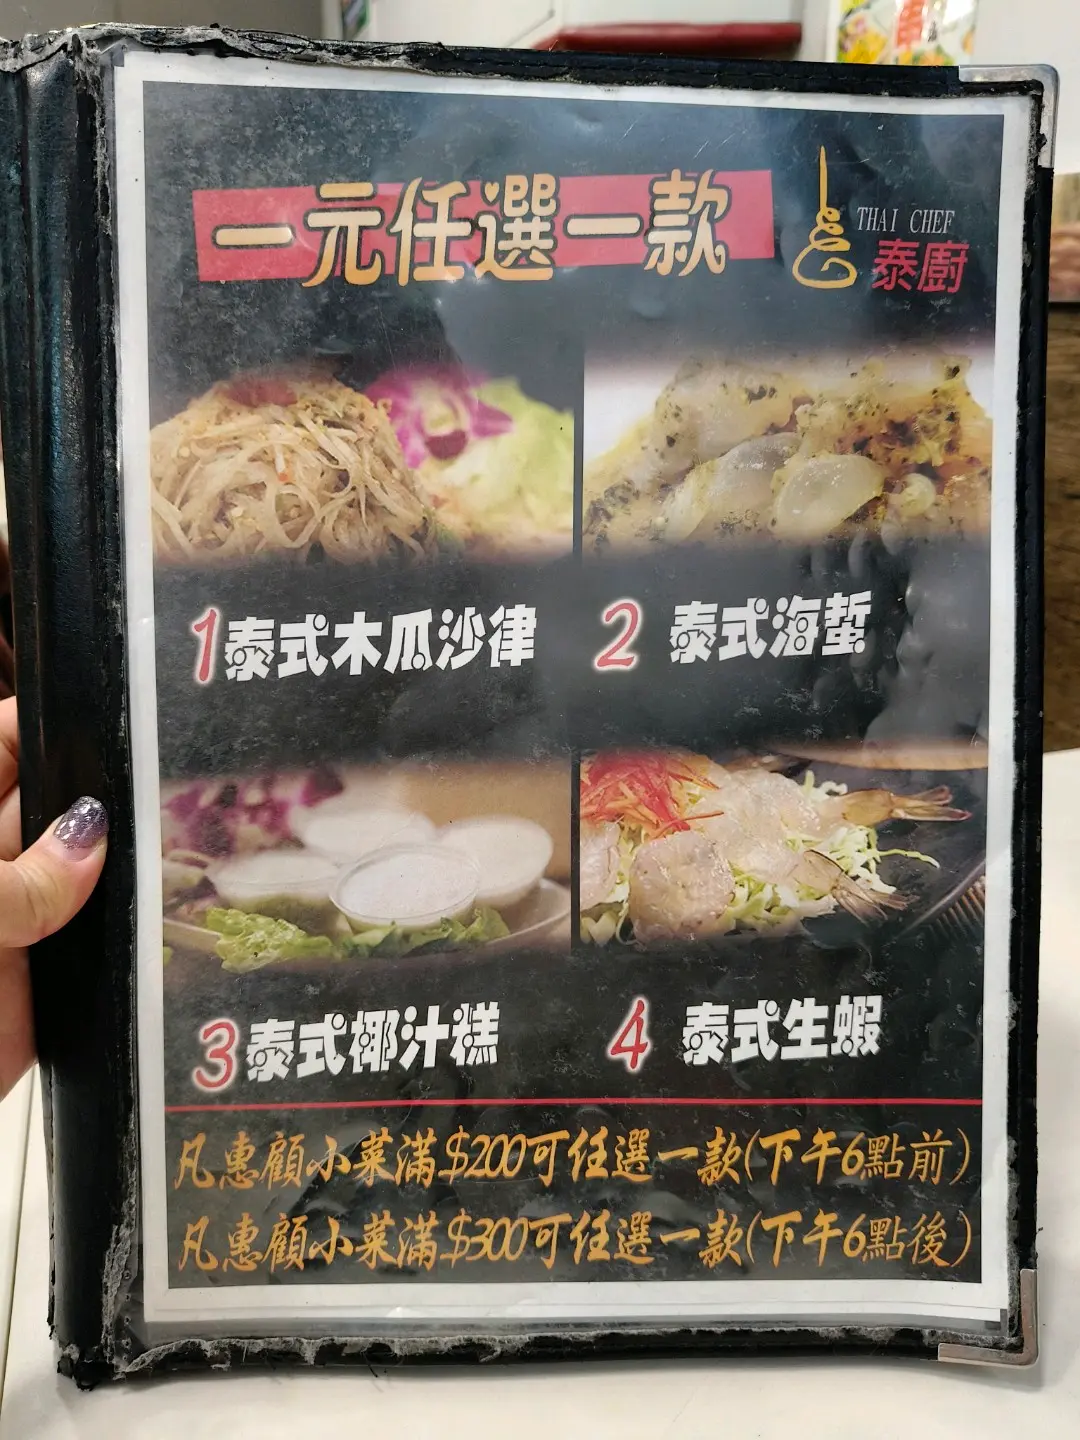 一元任選一款
THAI CHEF
泰廚
1泰式木瓜沙律
2 泰式海蜇
3泰式椰汁糕
4 泰式生蝦
凡惠顧小菜滿$200可任選一款(下午6點前)
凡惠顧小菜滿$300可任選一款(下午6點後)